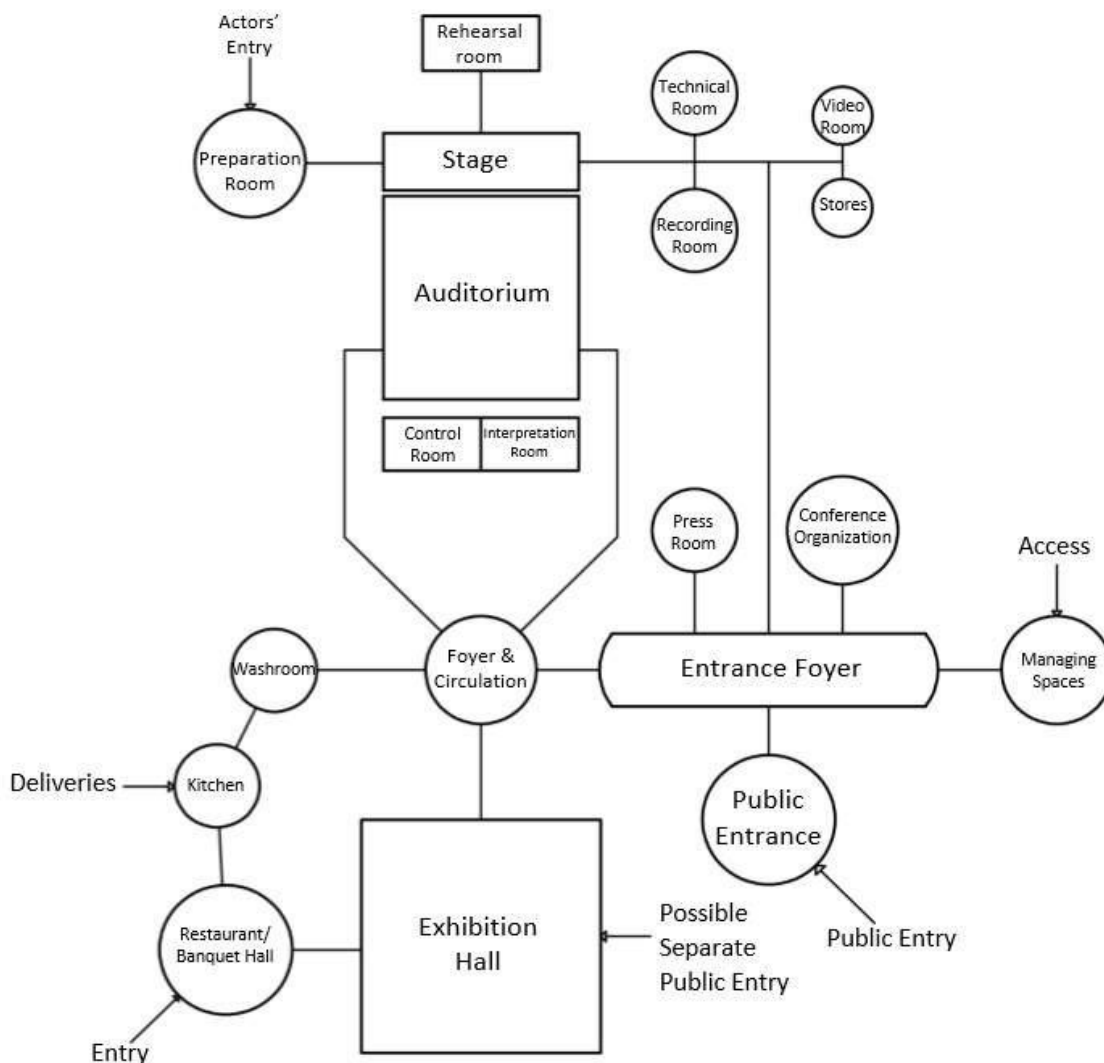 Actors’
Entry
Rehearsal
room
Technical
Room
Video
Room
Preparation
Room
Stage
Stores
Recording
Room
Auditorium
Control
Room
Interpretation
Room
Press
Room
Conference
Organization
Access
Washroom
Foyer &
Circulation
Entrance Foyer
Managing
Spaces
Deliveries
Kitchen
Public
Entrance
Restaurant/
Banquet Hall
Exhibition
Hall
Possible
Separate
Public Entry
Public Entry
Entry